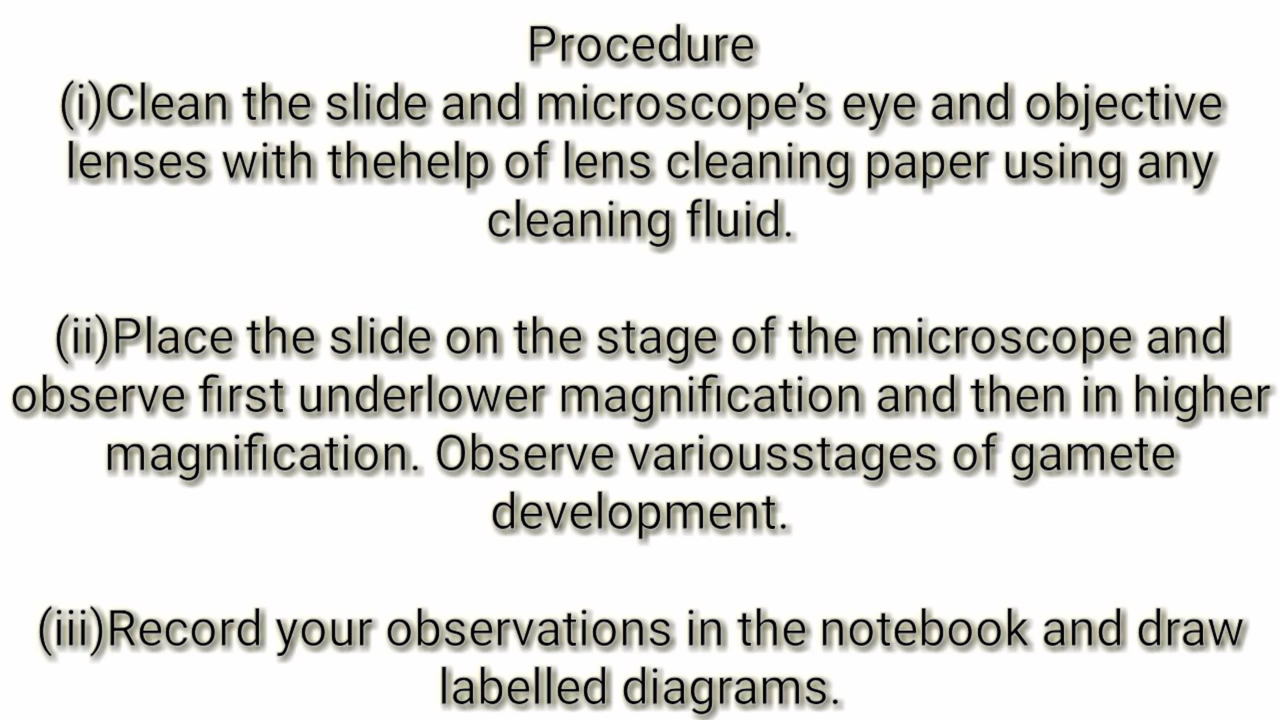 Procedure
(i)Clean the slide and microscope’s eye and objective
lenses with thehelp of lens cleaning paper using any
cleaning fluid.
(ii)Place the slide on the stage of the microscope and
observe first underlower magnification and then in higher
magnification. Observe variousstages of gamete
development.
(iii)Record your observations in the notebook and draw
labelled diagrams.